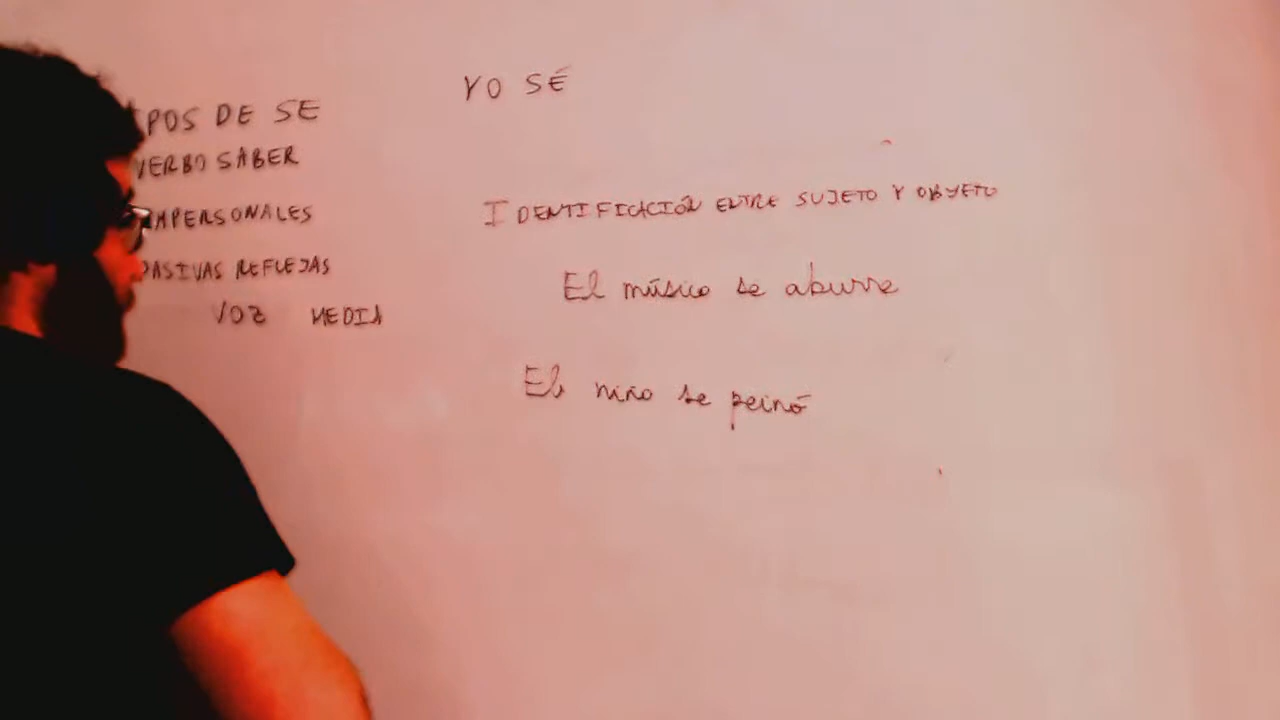 YO SÉ
POS DE SE
VERBO SABER
IMPERSONALES
IDENTIFICACIÓN ENTRE SUJETO Y OBJETO
PASIVAS REFLEJAS
VOZ MEDIA
El músico se aburre
El niño se peinó